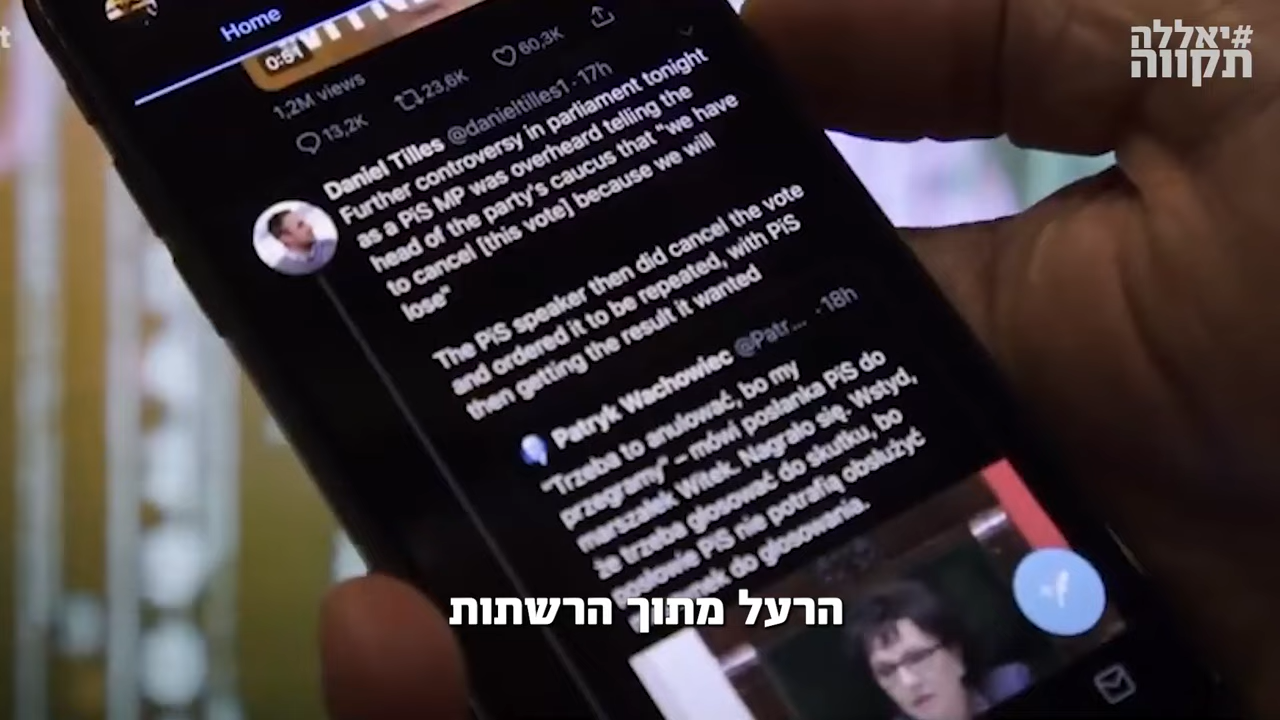 Home
#יאללה
תקווה
0:51
1,2M views
13,2K 23,6K 60,3K
Daniel Tilles @danieltilles1 · 17h
Further controversy in parliament tonight
as a PiS MP was overheard telling the
head of the party's caucus that "we have
to cancel [this vote] because we will
lose"
The PiS speaker then did cancel the vote
and ordered it to be repeated, with PiS
then getting the result it wanted
Patryk Wachowiec @Patr... · 18h
"Trzeba to anulować, bo my
przegramy" – mówi posłanka PiS do
marszałek Witek. Nagrało się. Wstyd,
że trzeba głosować do skutku, bo
posłowie PiS nie potrafią obsłużyć
do głosowania.
הרעל מתוך הרשתות